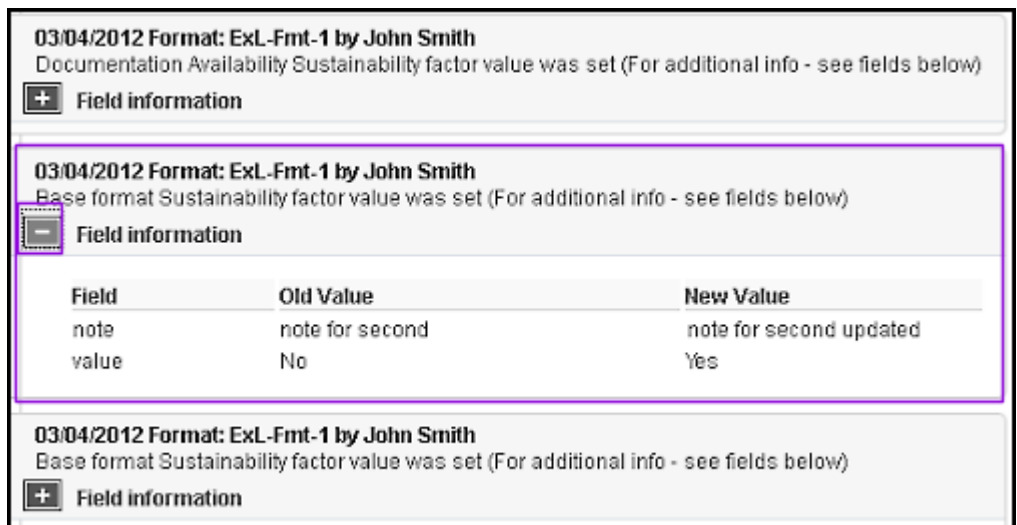 03/04/2012 Format: ExL-Fmt-1 by John Smith
Documentation Availability Sustainability factor value was set (For additional info - see fields below)
+ Field information
03/04/2012 Format: ExL-Fmt-1 by John Smith
Base format Sustainability factor value was set (For additional info - see fields below)
- Field information
Field Old Value New Value
note note for second note for second updated
value No Yes
03/04/2012 Format: ExL-Fmt-1 by John Smith
Base format Sustainability factor value was set (For additional info - see fields below)
+ Field information